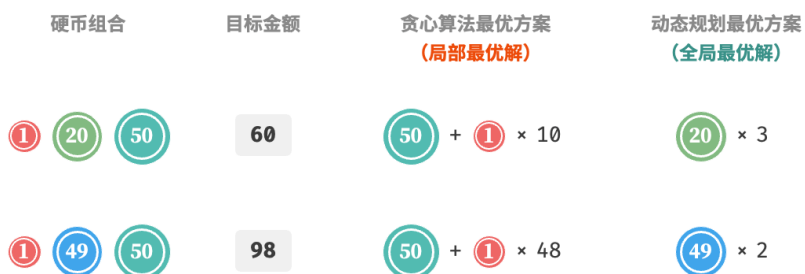 硬币组合 目标金额 贪心算法最优方案 动态规划最优方案
（局部最优解） （全局最优解）
1 20 50 60 50 + 1 × 10 20 × 3
1 49 50 98 50 + 1 × 48 49 × 2